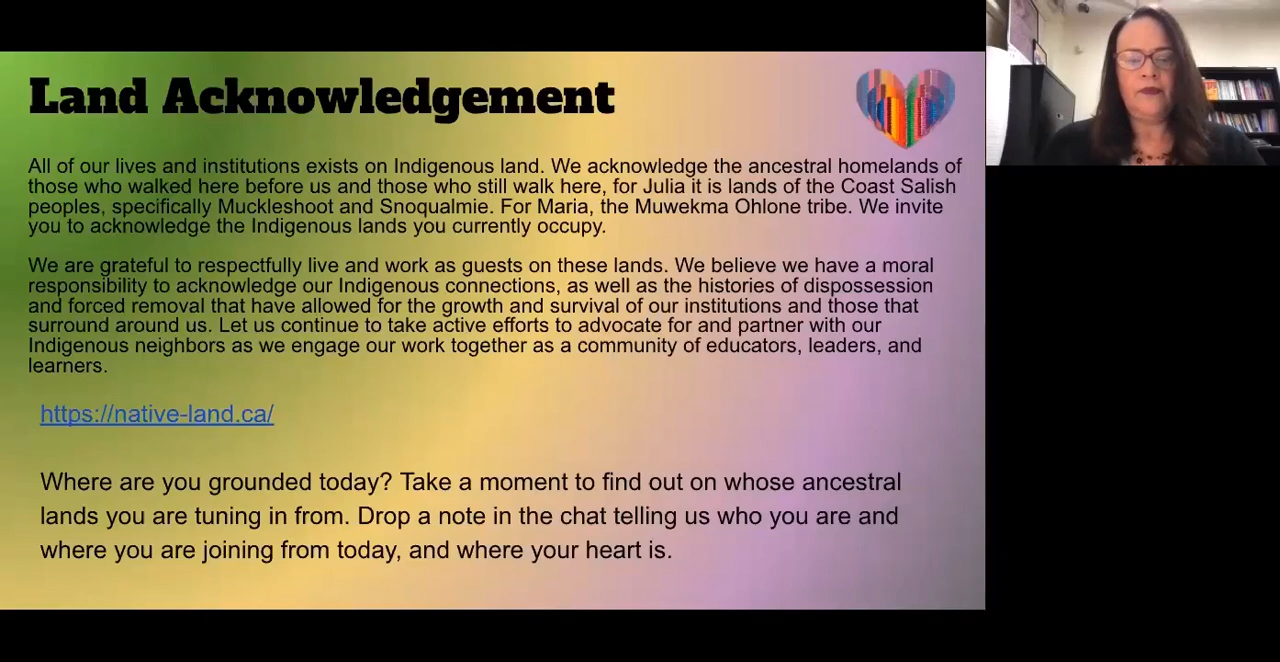 Land Acknowledgement
All of our lives and institutions exists on Indigenous land. We acknowledge the ancestral homelands of
those who walked here before us and those who still walk here, for Julia it is lands of the Coast Salish
peoples, specifically Muckleshoot and Snoqualmie. For Maria, the Muwekma Ohlone tribe. We invite
you to acknowledge the Indigenous lands you currently occupy.
We are grateful to respectfully live and work as guests on these lands. We believe we have a moral
responsibility to acknowledge our Indigenous connections, as well as the histories of dispossession
and forced removal that have allowed for the growth and survival of our institutions and those that
surround around us. Let us continue to take active efforts to advocate for and partner with our
Indigenous neighbors as we engage our work together as a community of educators, leaders, and
learners.
https://native-land.ca/
Where are you grounded today? Take a moment to find out on whose ancestral
lands you are tuning in from. Drop a note in the chat telling us who you are and
where you are joining from today, and where your heart is.